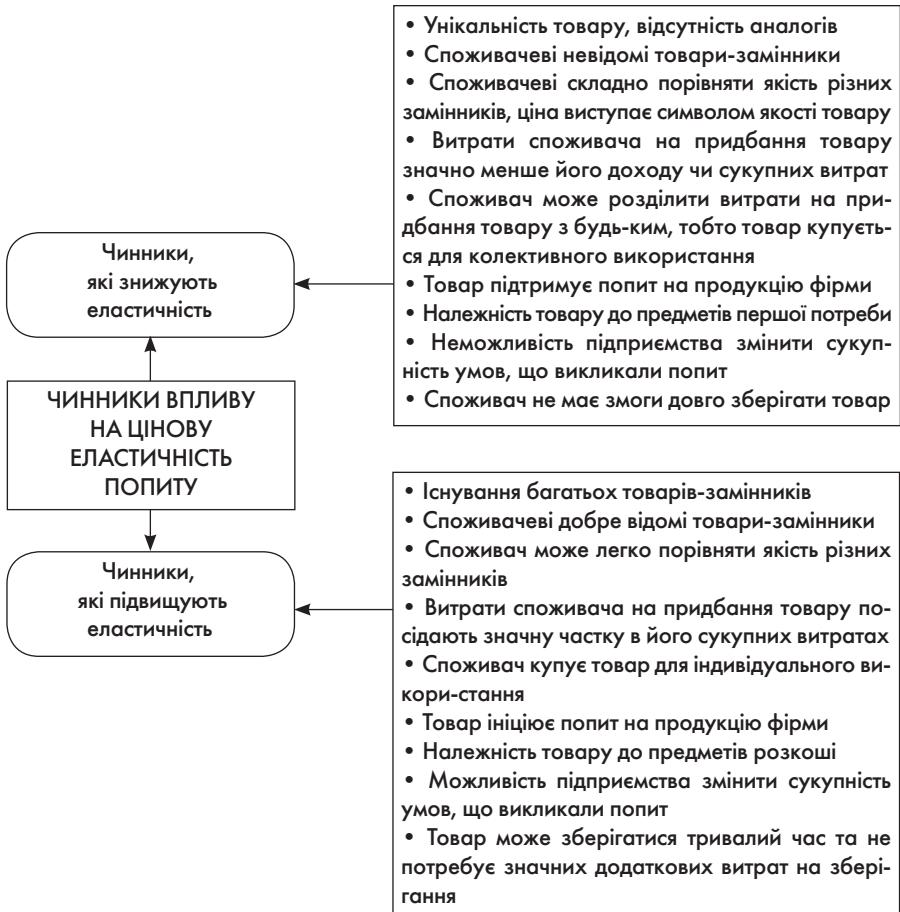 • Унікальність товару, відсутність аналогів
• Споживачеві невідомі товари-замінники
• Споживачеві складно порівняти якість різних
замінників, ціна виступає символом якості товару
• Витрати споживача на придбання товару
значно менше його доходу чи сукупних витрат
• Споживач може розділити витрати на при-
дбання товару з будь-ким, тобто товар купуєть-
ся для колективного використання
• Товар підтримує попит на продукцію фірми
• Належність товару до предметів першої потреби
• Неможливість підприємства змінити сукуп-
ність умов, що викликали попит
• Споживач не має змоги довго зберігати товар
Чинники,
які знижують
еластичність
ЧИННИКИ ВПЛИВУ
НА ЦІНОВУ
ЕЛАСТИЧНІСТЬ
ПОПИТУ
Чинники,
які підвищують
еластичність
• Існування багатьох товарів-замінників
• Споживачеві добре відомі товари-замінники
• Споживач може легко порівняти якість різних
замінників
• Витрати споживача на придбання товару по-
сідають значну частку в його сукупних витратах
• Споживач купує товар для індивідуального ви-
кори-стання
• Товар ініціює попит на продукцію фірми
• Належність товару до предметів розкоші
• Можливість підприємства змінити сукупність
умов, що викликали попит
• Товар може зберігатися тривалий час та не
потребує значних додаткових витрат на збері-
гання